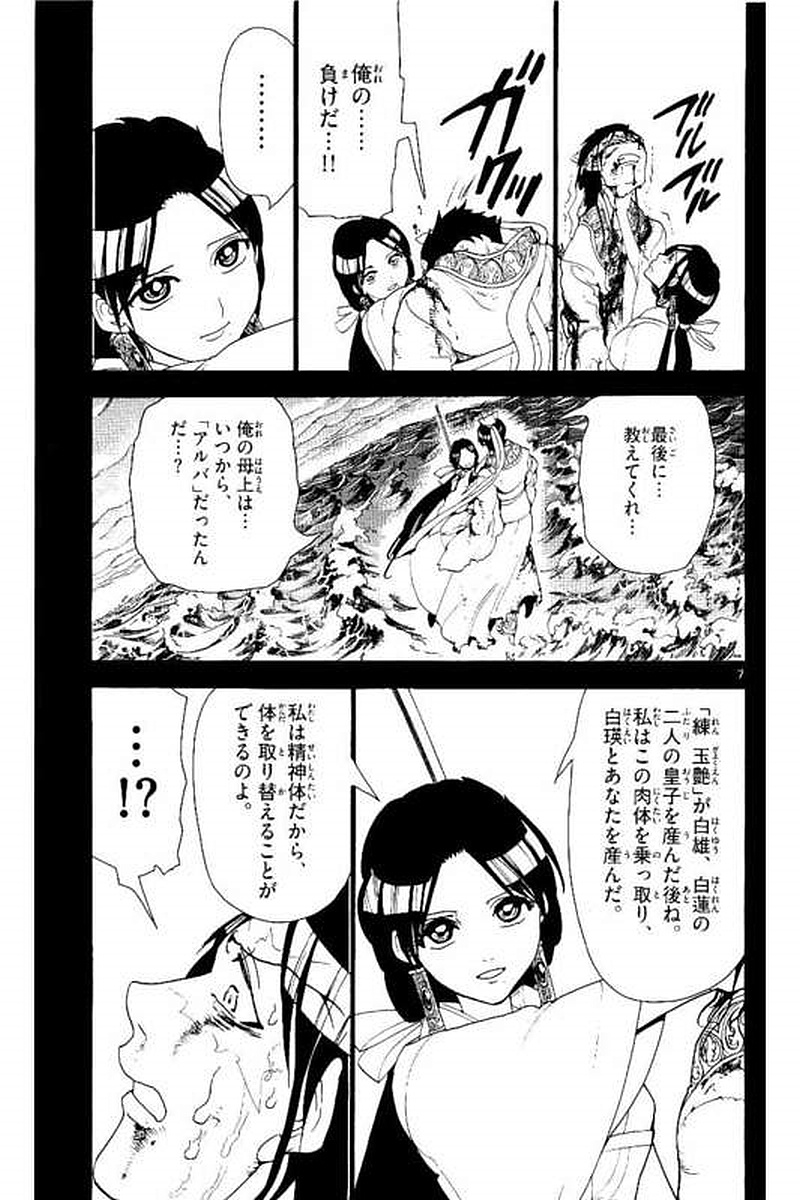 ブルブル
ガクッ
俺の……
負けだ…!!
………
最後に…
教えてくれ…
俺の母上は…
いつから、
「アルバ」だったん
だ…?
7
「練 玉艶」が白雄、白蓮の
二人の皇子を産んだ後ね。
私はこの肉体を乗っ取り、
白瑛とあなたを産んだ。
私は精神体だから、
体を取り替えることが
できるのよ。
…!?